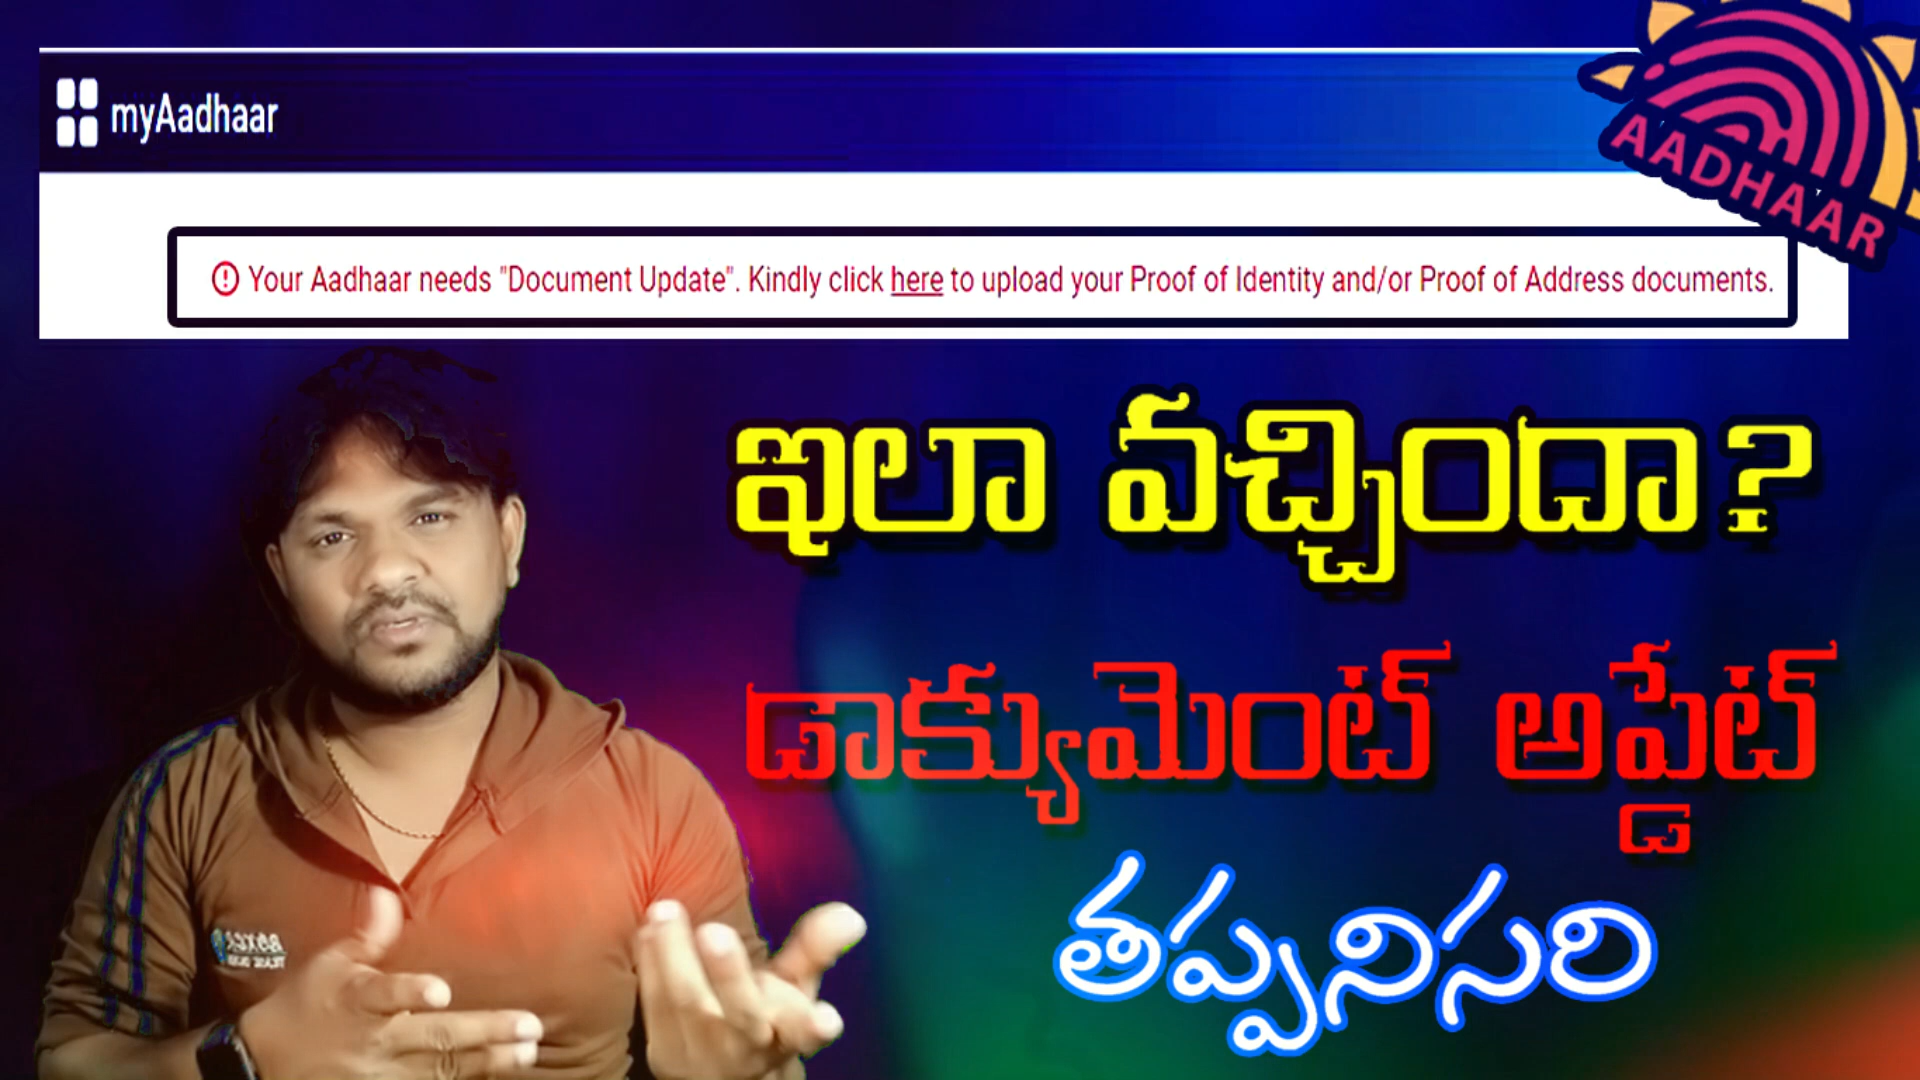 myAadhaar
AADHAAR
Your Aadhaar needs "Document Update". Kindly click here to upload your Proof of Identity and/or Proof of Address documents.
ఇలా వచ్చిందా?
డాక్యుమెంట్ అప్డేట్
తప్పనిసరి